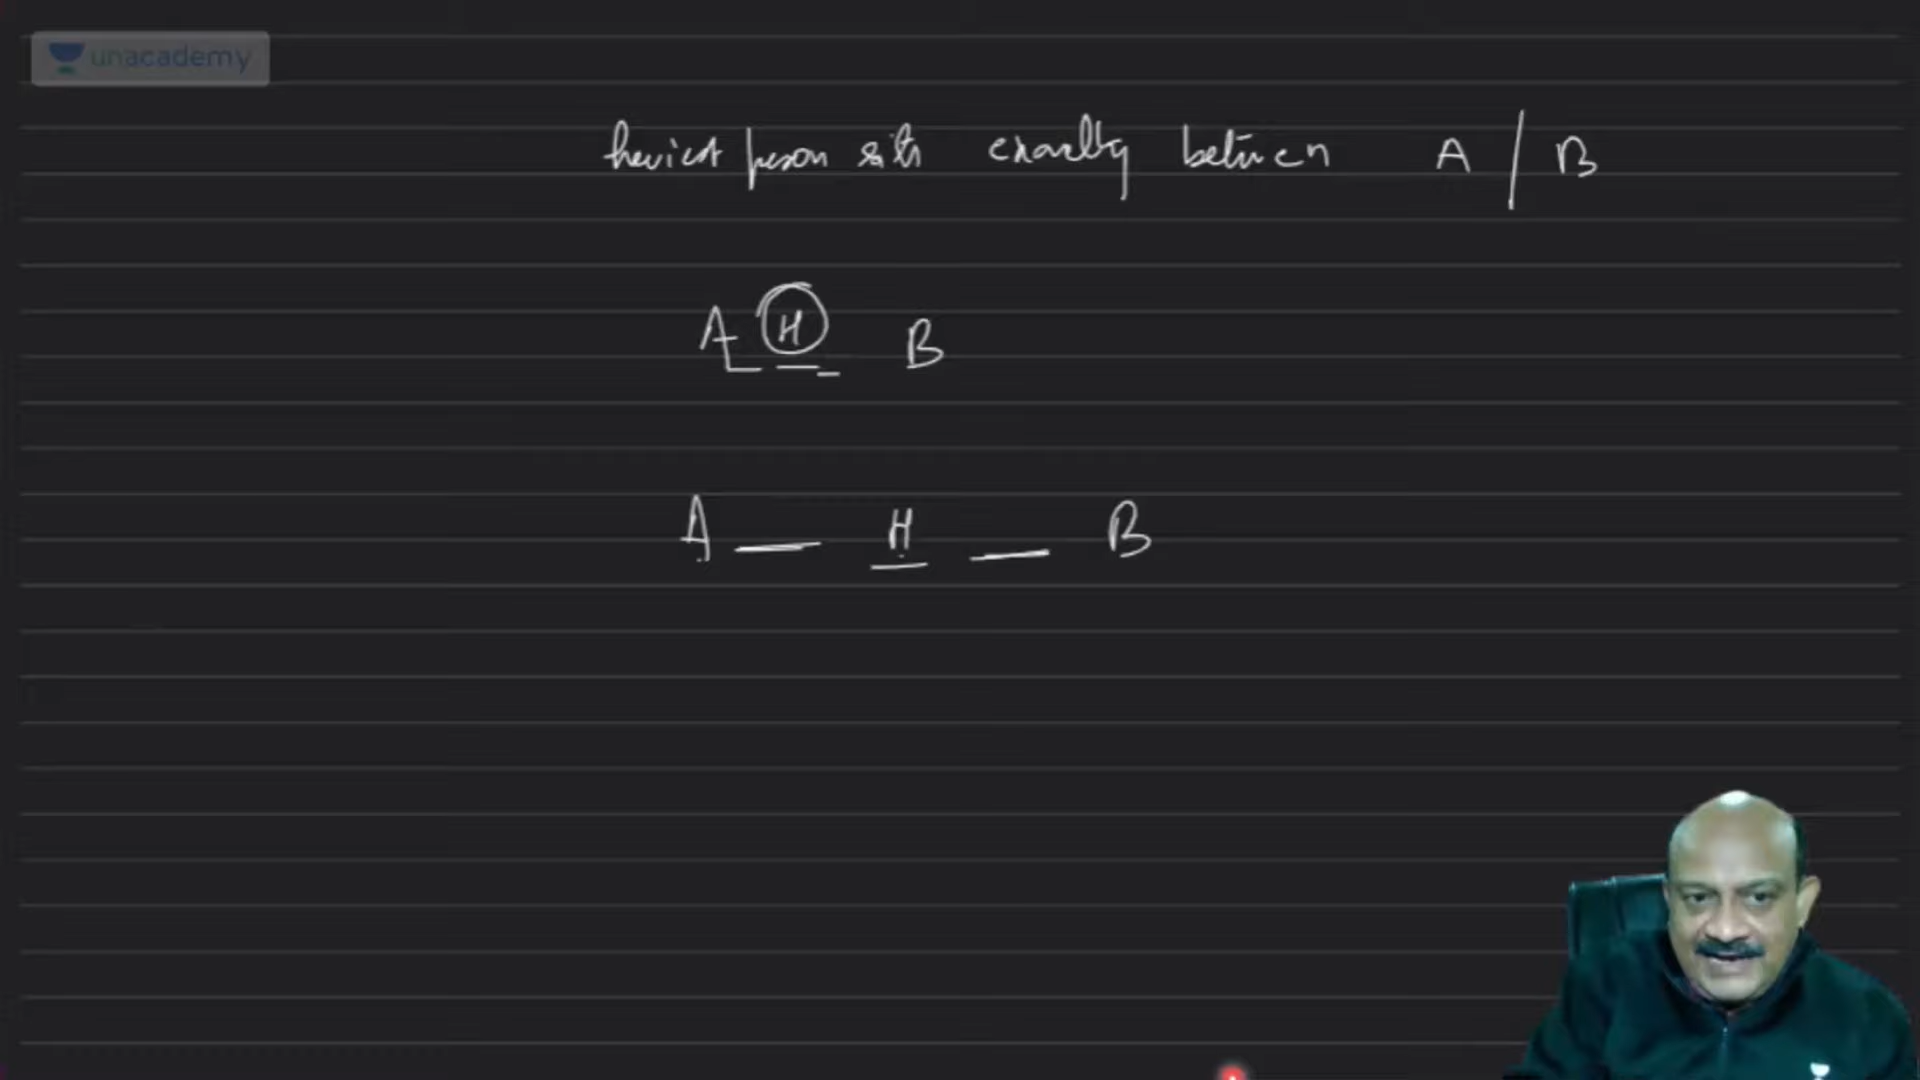 unacademy
heviest person sits exactly between A / B
A H B
A — H — B